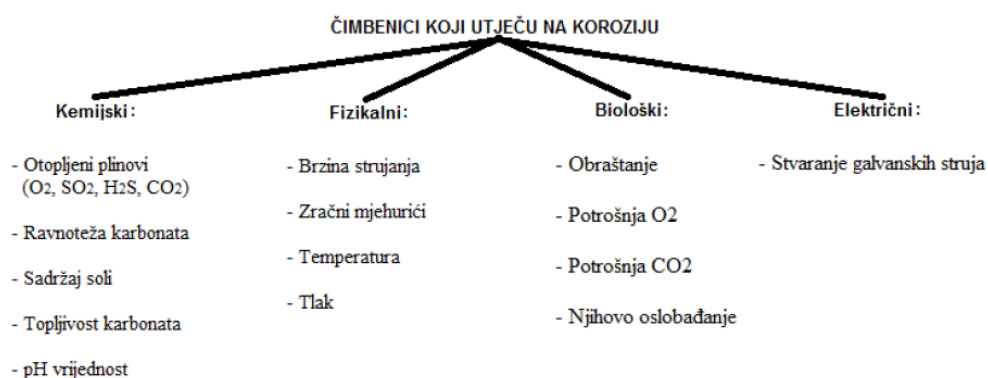 ČIMBENICI KOJI UTJEČU NA KOROZIJU
Kemijski:
- Otopljeni plinovi
(O2, SO2, H2S, CO2)
- Ravnoteža karbonata
- Sadržaj soli
- Topljivost karbonata
- pH vrijednost
Fizikalni:
- Brzina strujanja
- Zračni mjehurići
- Temperatura
- Tlak
Biološki:
- Obraštanje
- Potrošnja O2
- Potrošnja CO2
- Njihovo oslobađanje
Električni:
- Stvaranje galvanskih struja